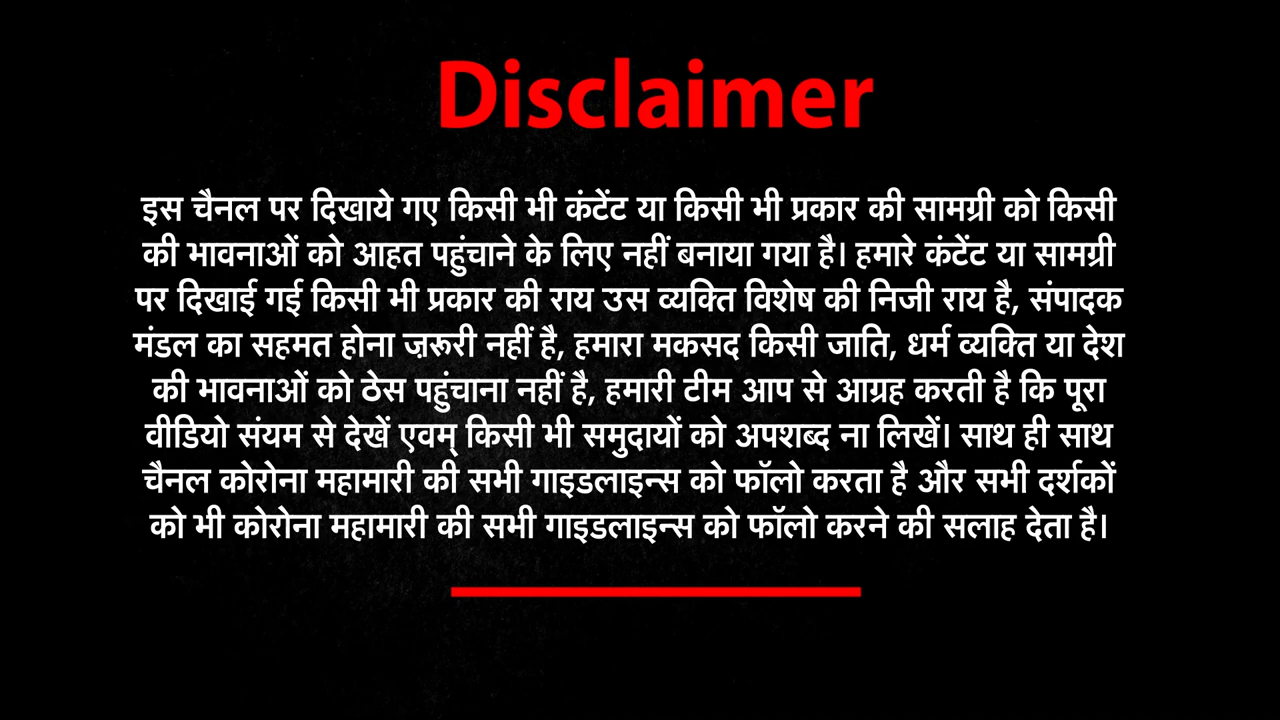 Disclaimer
इस चैनल पर दिखाये गए किसी भी कंटेंट या किसी भी प्रकार की सामग्री को किसी
की भावनाओं को आहत पहुंचाने के लिए नहीं बनाया गया है। हमारे कंटेंट या सामग्री
पर दिखाई गई किसी भी प्रकार की राय उस व्यक्ति विशेष की निजी राय है, संपादक
मंडल का सहमत होना ज़रूरी नहीं है, हमारा मकसद किसी जाति, धर्म व्यक्ति या देश
की भावनाओं को ठेस पहुंचाना नहीं है, हमारी टीम आप से आग्रह करती है कि पूरा
वीडियो संयम से देखें एवम् किसी भी समुदायों को अपशब्द ना लिखें। साथ ही साथ
चैनल कोरोना महामारी की सभी गाइडलाइन्स को फॉलो करता है और सभी दर्शकों
को भी कोरोना महामारी की सभी गाइडलाइन्स को फॉलो करने की सलाह देता है।